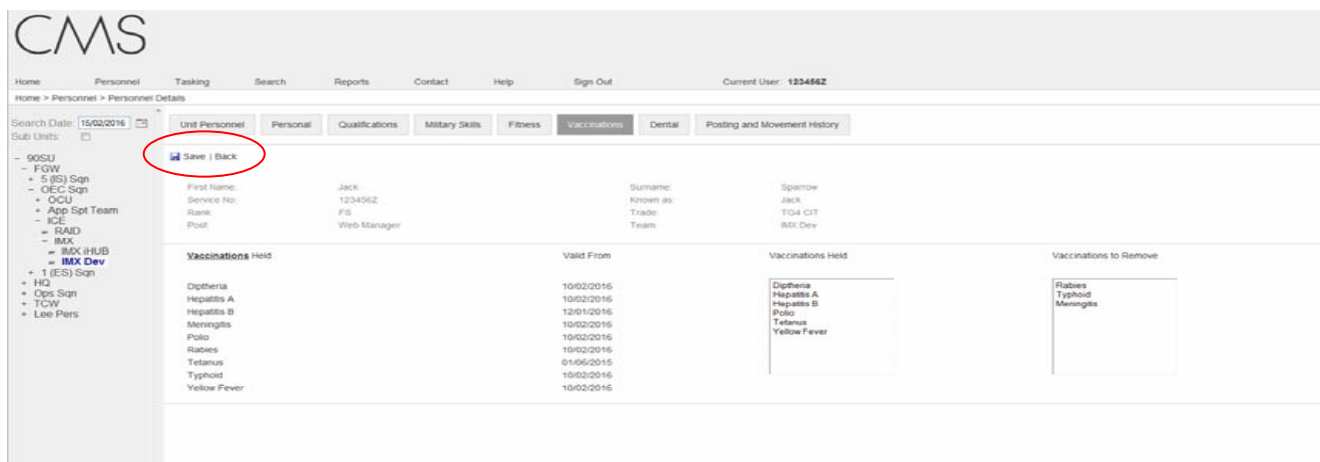 CMS
Home Personnel Tasking Search Reports Contact Help Sign Out Current User: 123456Z
Home > Personnel > Personnel Details
Search Date: 15/02/2016
Sub Units:
Unit Personnel Personal Qualifications Military Skills Fitness Vaccinations Dental Posting and Movement History
Save | Back
- 90SU
- FGW
+ 5 (IS) Sqn
- OEC Sqn
+ OCU
+ App Spt Team
- ICE
RAID
- IMX
IMX iHUB
IMX Dev
+ 1 (ES) Sqn
+ HQ
+ Ops Sqn
+ TCW
+ Lee Pers
First Name: Jack Surname: Sparrow
Service No: 123456Z Known as: Jack
Rank: FS Trade: TG4 CIT
Post: Web Manager Team: IMX Dev
Vaccinations Held Valid From Vaccinations Held Vaccinations to Remove
Diptheria 10/02/2016
Hepatitis A 10/02/2016
Hepatitis B 12/01/2016
Meningitis 10/02/2016
Polio 10/02/2016
Rabies 10/02/2016
Tetanus 01/06/2015
Typhoid 10/02/2016
Yellow Fever 10/02/2016
Diptheria
Hepatitis A
Hepatitis B
Polio
Tetanus
Yellow Fever
Rabies
Typhoid
Meningitis